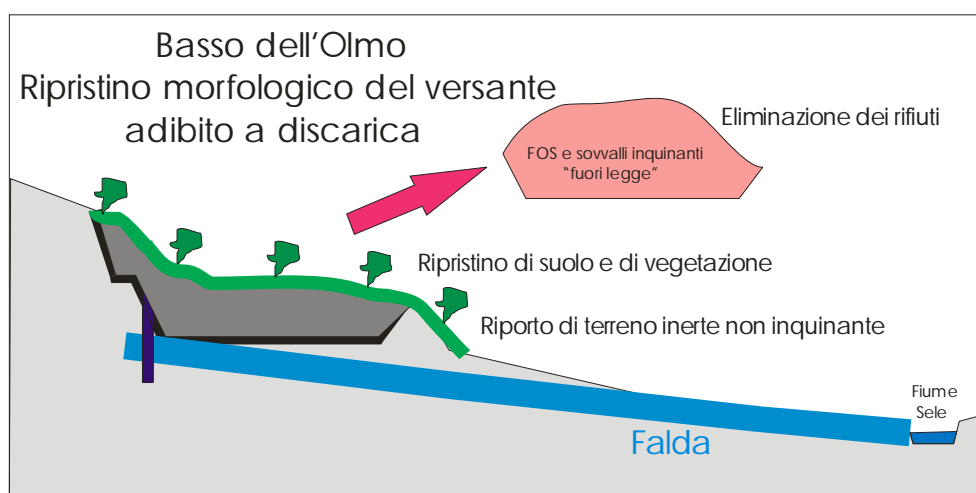 Basso dell'Olmo
Ripristino morfologico del versante
adibito a discarica
Eliminazione dei rifiuti
FOS e sovvalli inquinanti
"fuori legge"
Ripristino di suolo e di vegetazione
Riporto di terreno inerte non inquinante
Fiume
Sele
Falda